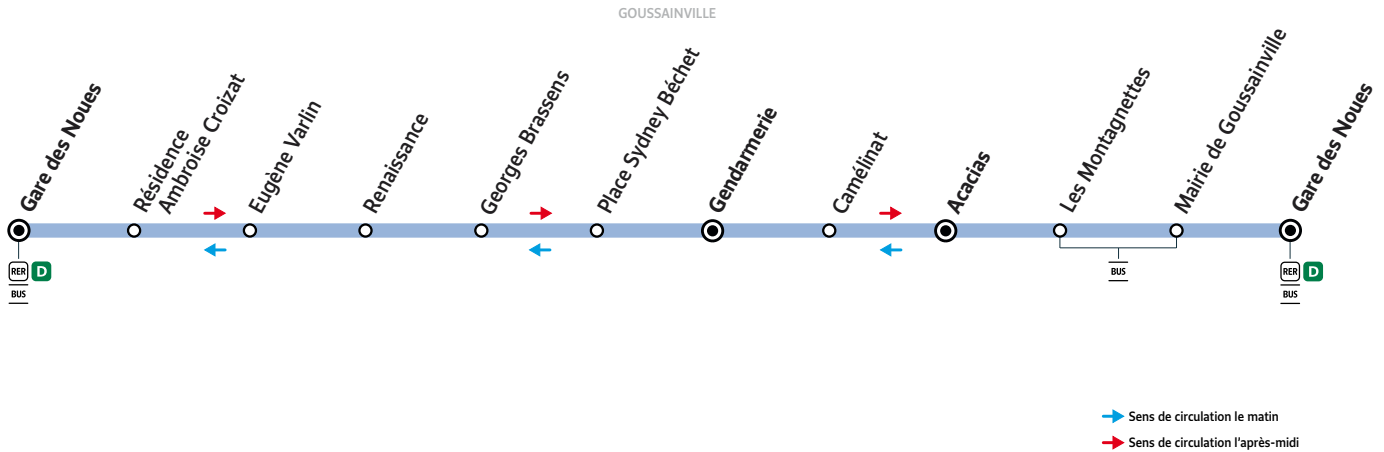 GOUSSAINVILLE
Gare des Noues
Résidence
Ambroise Croizat
Eugène Varlin
Renaissance
Georges Brassens
Place Sydney Béchet
Gendarmerie
Camélinat
Acacias
Les Montagnettes
Mairie de Goussainville
Gare des Noues
RER D
BUS
BUS
RER D
BUS
Sens de circulation le matin
Sens de circulation l'après-midi